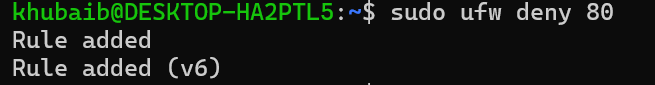 khubaib@DESKTOP-HA2PTL5:~$ sudo ufw deny 80
Rule added
Rule added (v6)